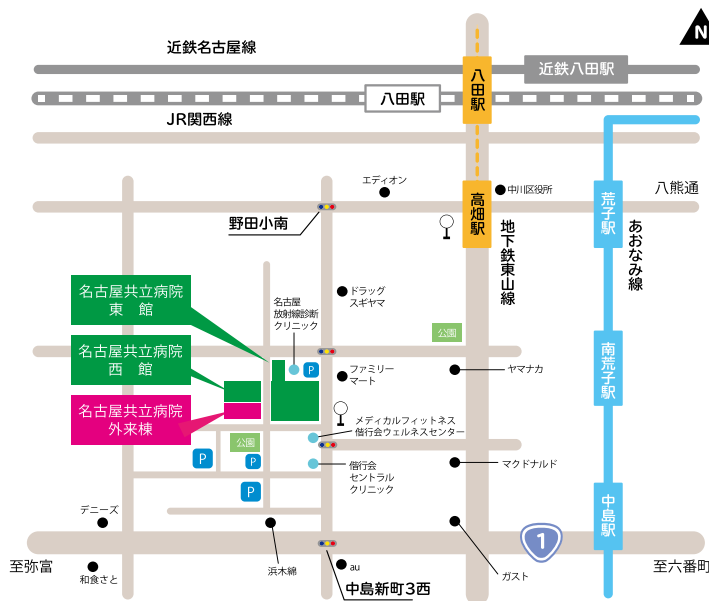 N
近鉄名古屋線
近鉄八田駅
八田駅
八田駅
JR関西線
エディオン
中川区役所
八熊通
高畑駅
荒子駅
野田小南
地下鉄東山線
あおなみ線
名古屋共立病院
東　館
名古屋
放射線診断
クリニック
ドラッグ
スギヤマ
公園
名古屋共立病院
西　館
P
ファミリー
マート
ヤマナカ
南荒子駅
名古屋共立病院
外来棟
メディカルフィットネス
偕行会ウェルネスセンター
公園
P
P
偕行会
セントラル
クリニック
マクドナルド
P
中島駅
デニーズ
1
至弥富
和食さと
浜木綿
au
ガスト
至六番町
中島新町3西